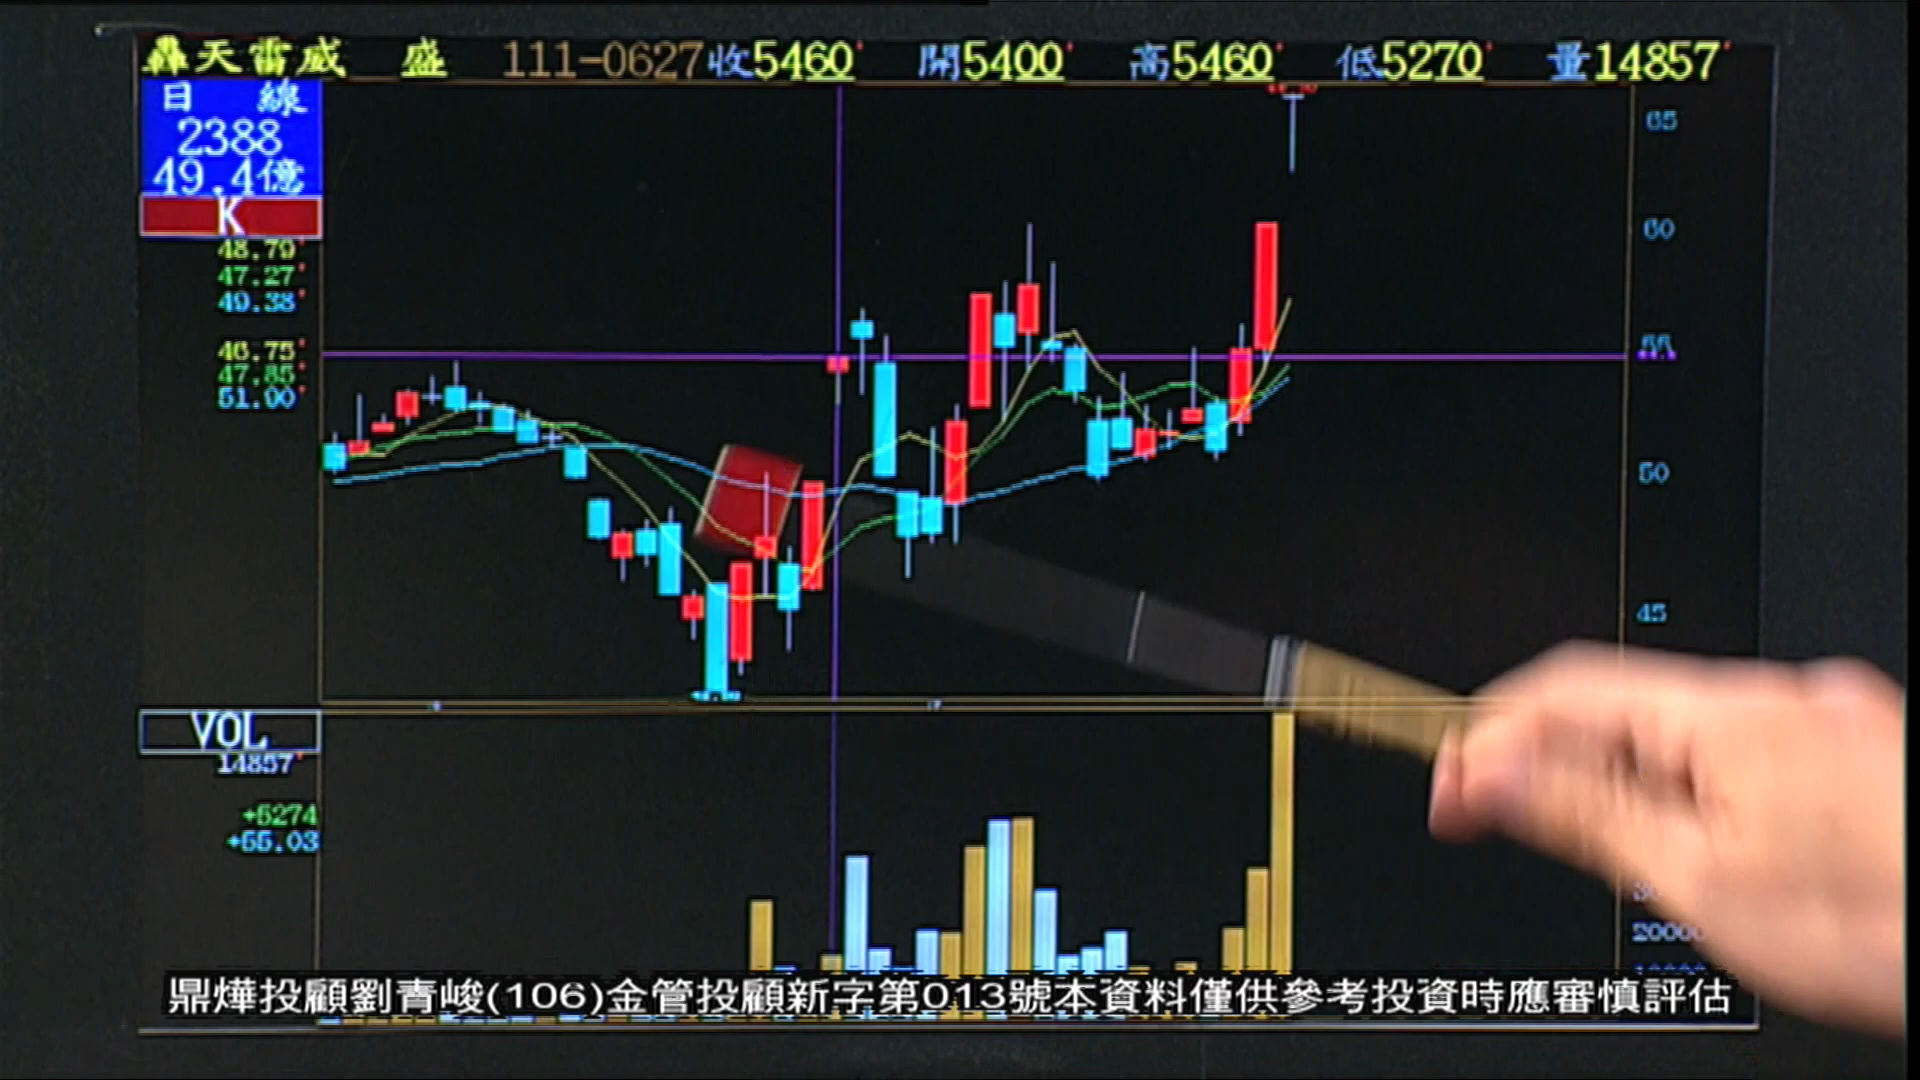 轟天雷威 盛 111-0627收5460 開5400 高5460 低5270 量14857
日 線
2388
49.4億
K
48.79
47.27
49.38
46.75
47.85
51.00
65
60
55
50
45
VOL
14857
+5274
+55.03
鼎燁投顧劉青峻(106)金管投顧新字第013號本資料僅供參考投資時應審慎評估